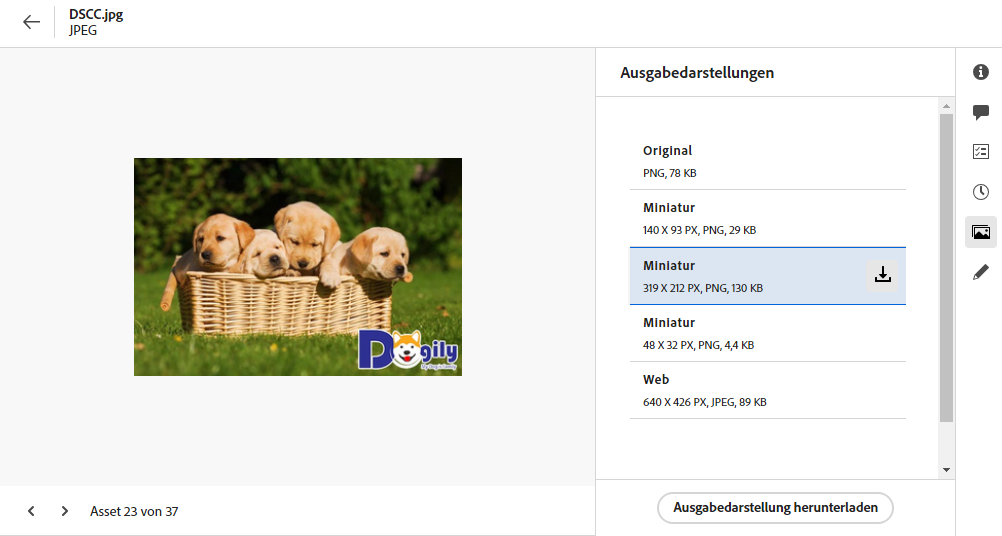 DSCC.jpg
JPEG
Ausgabedarstellungen
Original
PNG, 78 KB
Miniatur
140 X 93 PX, PNG, 29 KB
Miniatur
319 X 212 PX, PNG, 130 KB
Miniatur
48 X 32 PX, PNG, 4,4 KB
Web
640 X 426 PX, JPEG, 89 KB
Dogily
Asset 23 von 37
Ausgabedarstellung herunterladen